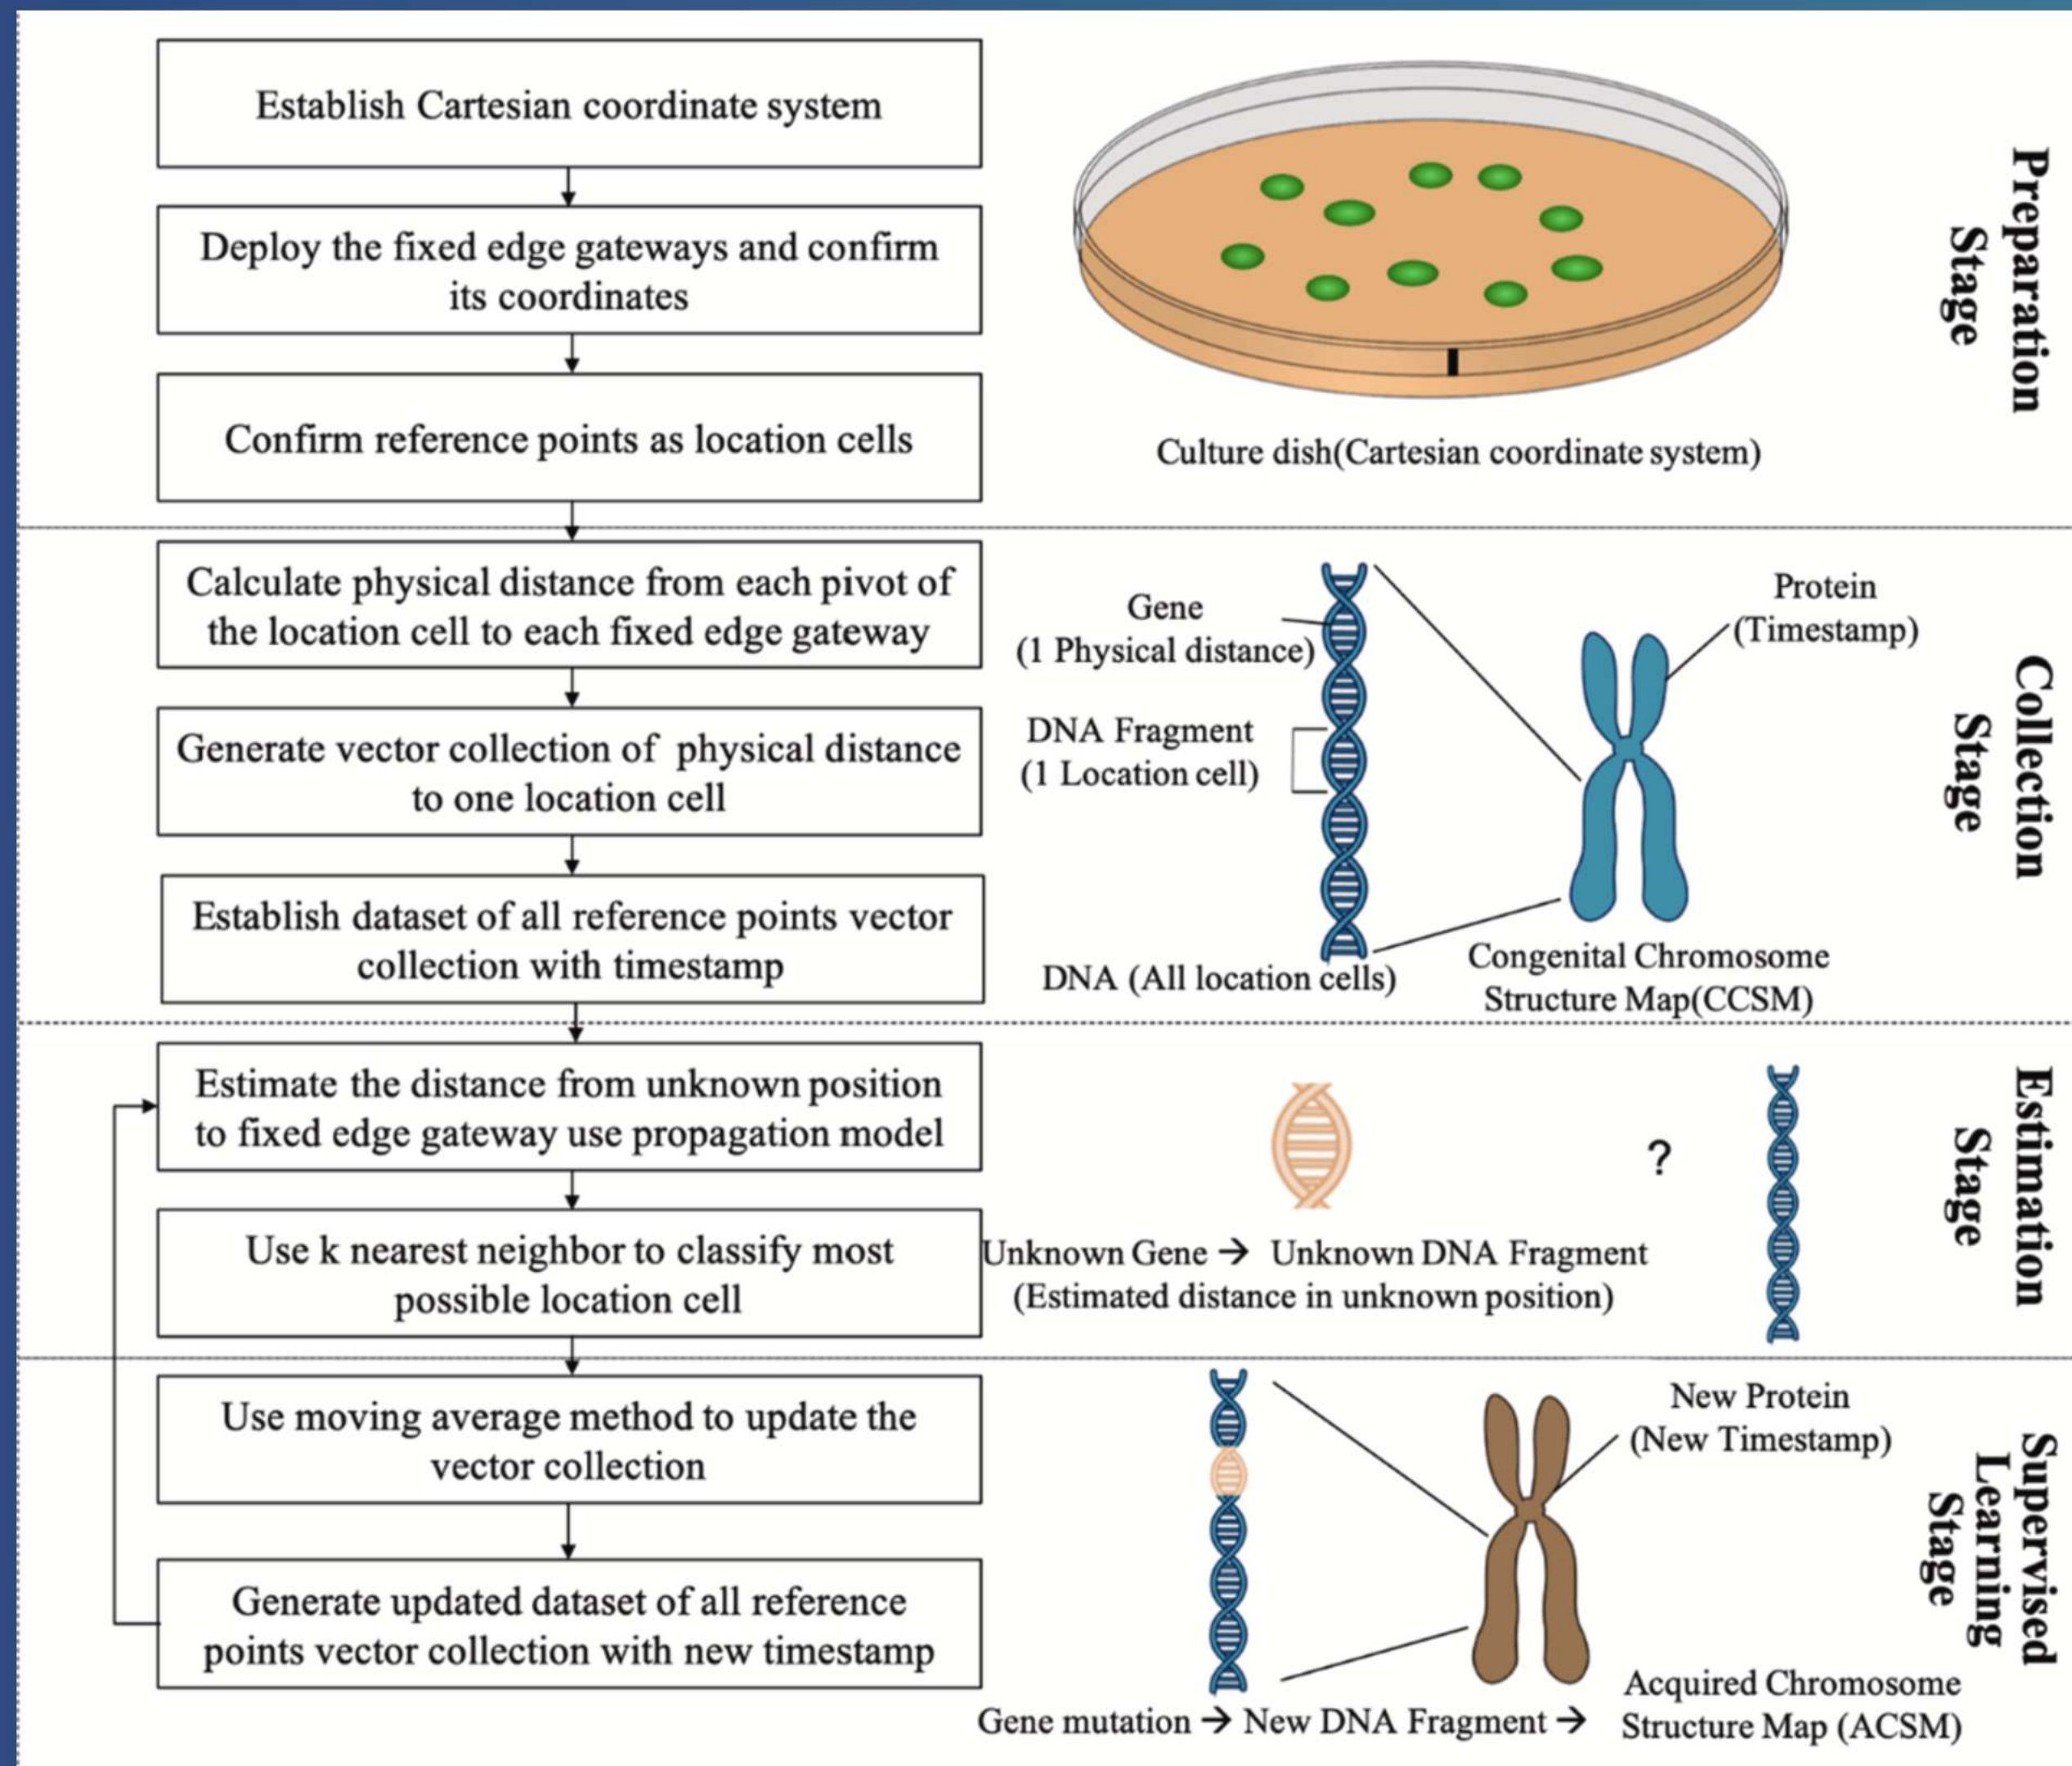 Establish Cartesian coordinate system
Deploy the fixed edge gateways and confirm
its coordinates
Confirm reference points as location cells
Culture dish(Cartesian coordinate system)
Preparation
Stage
Calculate physical distance from each pivot of
the location cell to each fixed edge gateway
Generate vector collection of physical distance
to one location cell
Establish dataset of all reference points vector
collection with timestamp
Gene
(1 Physical distance)
DNA Fragment
(1 Location cell)
DNA (All location cells)
Protein
(Timestamp)
Congenital Chromosome
Structure Map(CCSM)
Collection
Stage
Estimate the distance from unknown position
to fixed edge gateway use propagation model
Use k nearest neighbor to classify most
possible location cell
?
Unknown Gene → Unknown DNA Fragment
(Estimated distance in unknown position)
Estimation
Stage
Use moving average method to update the
vector collection
Generate updated dataset of all reference
points vector collection with new timestamp
New Protein
(New Timestamp)
Gene mutation → New DNA Fragment →
Acquired Chromosome
Structure Map (ACSM)
Supervised
Learning
Stage